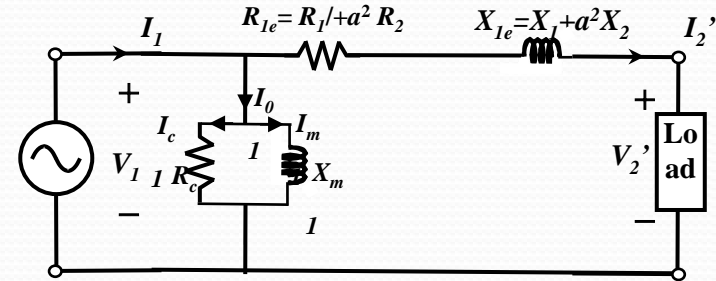 I1 R1e= R1/+a² R2 X1e=X1+a²X2 I2’
+ I0 +
Ic Im
V1 1 Rc 1 Xm V2’ Lo
ad
– 1 –